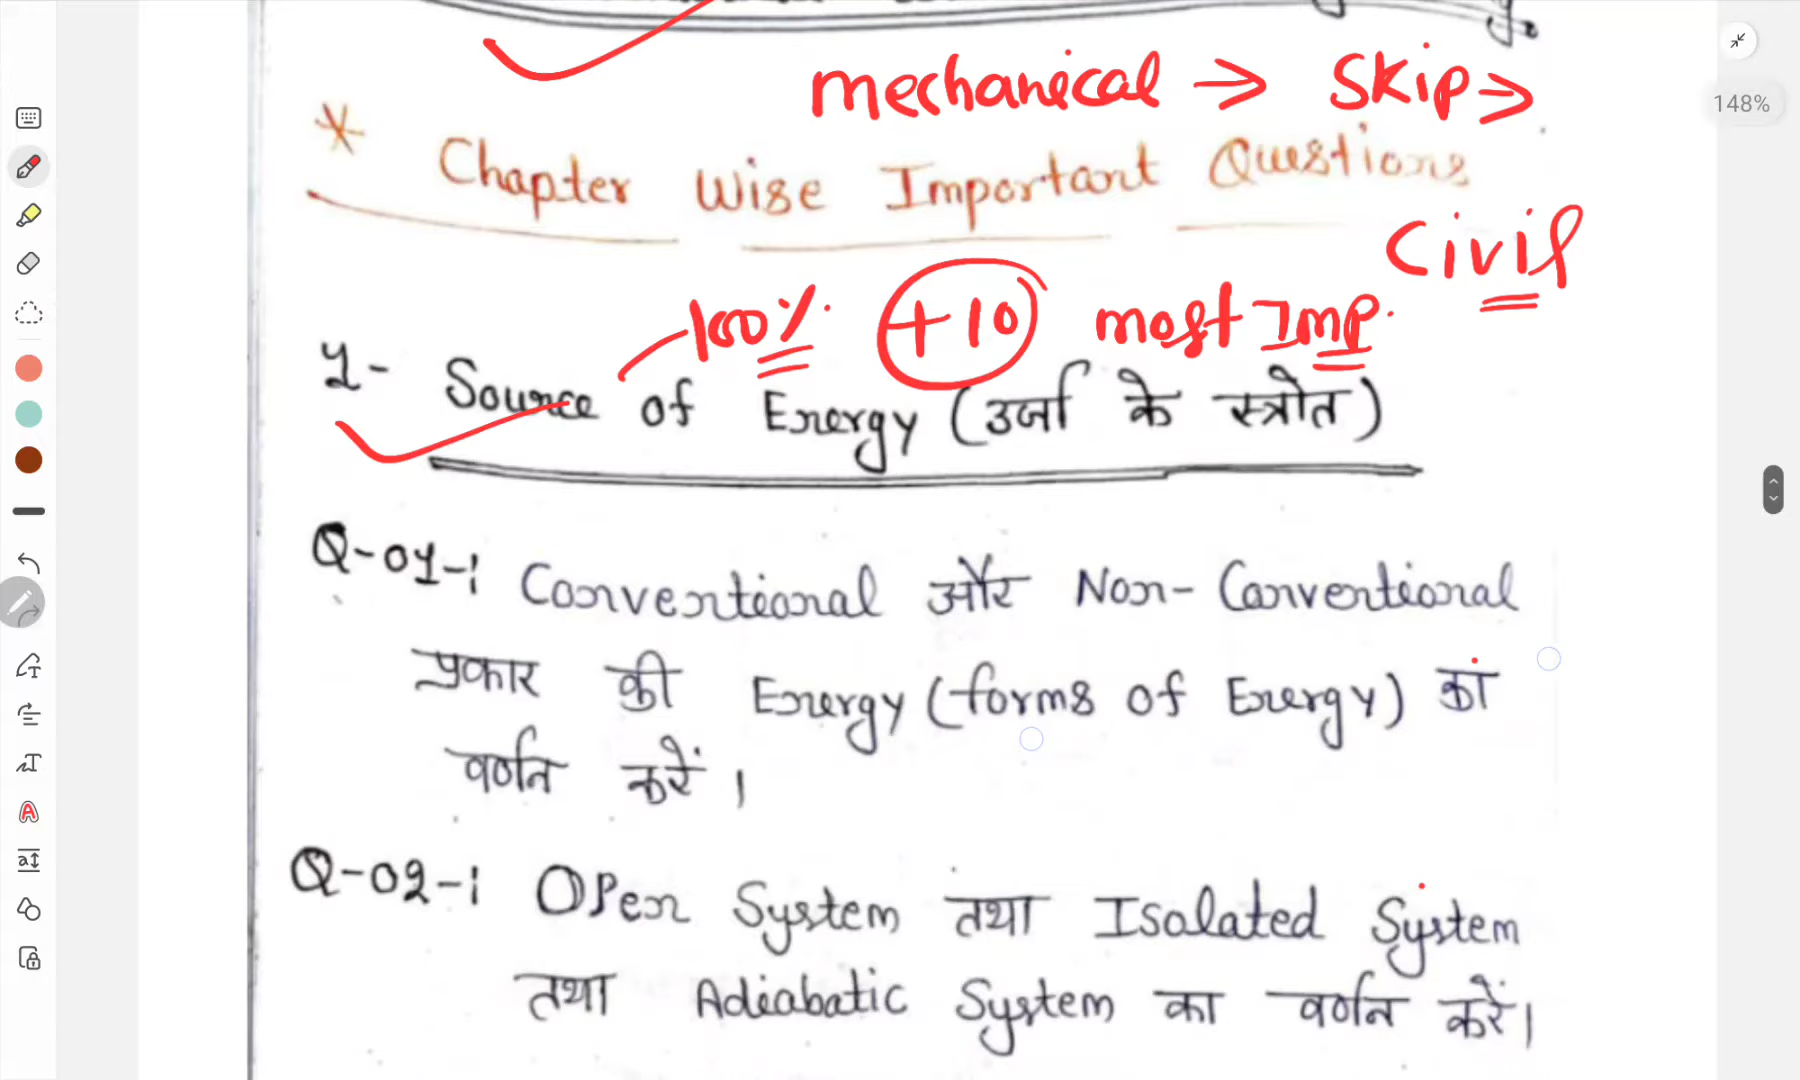 mechanical → Skip →
148%
* Chapter Wise Important Questions
Civil
100% +10 most Imp.
1- Source of Energy (उर्जा के स्त्रोत)
Q-01-: Conventional और Non-Conventional
प्रकार की Energy (forms of Energy) का
वर्णन करें ।
Q-02-: Open System तथा Isolated System
तथा Adiabatic System का वर्णन करें ।